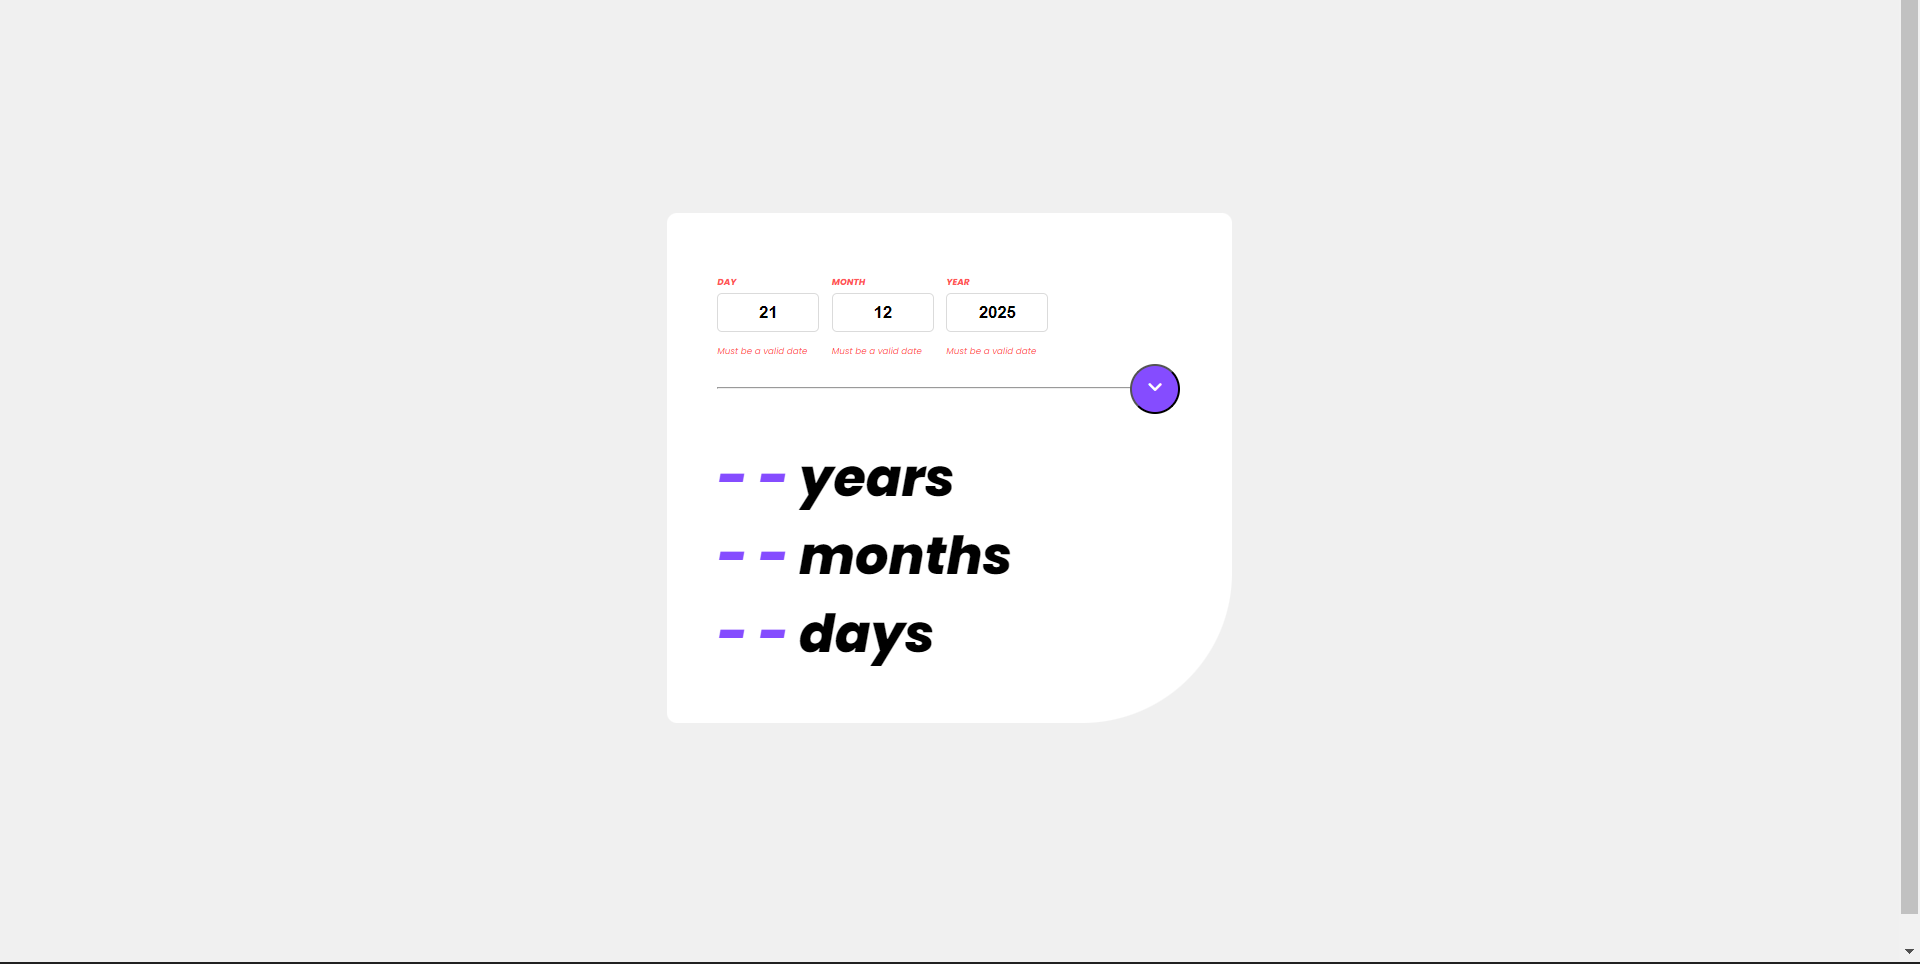 DAY MONTH YEAR
21 12 2025
Must be a valid date Must be a valid date Must be a valid date
- - years
- - months
- - days